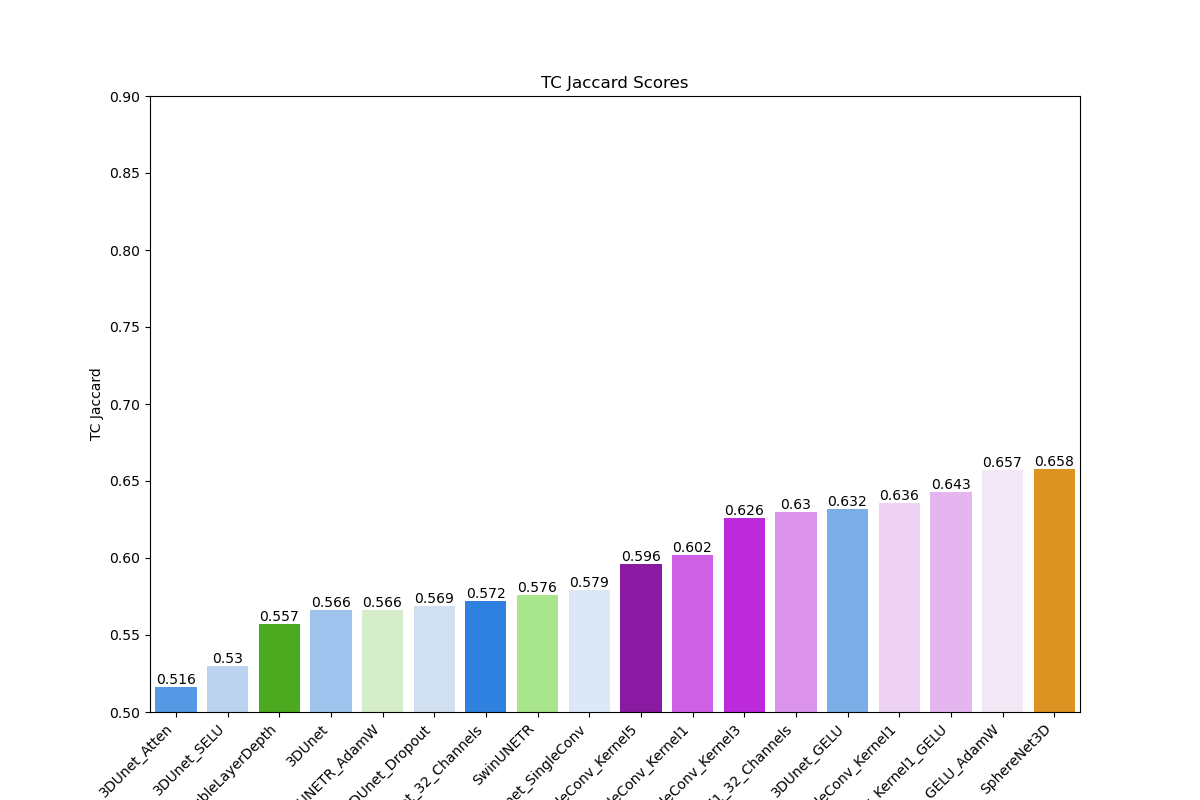 TC Jaccard Scores
0.90
0.85
0.80
0.75
0.70
0.65
0.60
0.55
0.50
TC Jaccard
0.516
0.53
0.557
0.566
0.566
0.569
0.572
0.576
0.579
0.596
0.602
0.626
0.63
0.632
0.636
0.643
0.657
0.658
3DUnet_Atten
3DUnet_SELU
bleLayerDepth
3DUnet
UNETR_AdamW
DUnet_Dropout
et_32_Channels
SwinUNETR
net_SingleConv
leConv_Kernel5
leConv_Kernel1
leConv_Kernel3
1_32_Channels
3DUnet_GELU
leConv_Kernel1
_Kernel1_GELU
GELU_AdamW
SphereNet3D